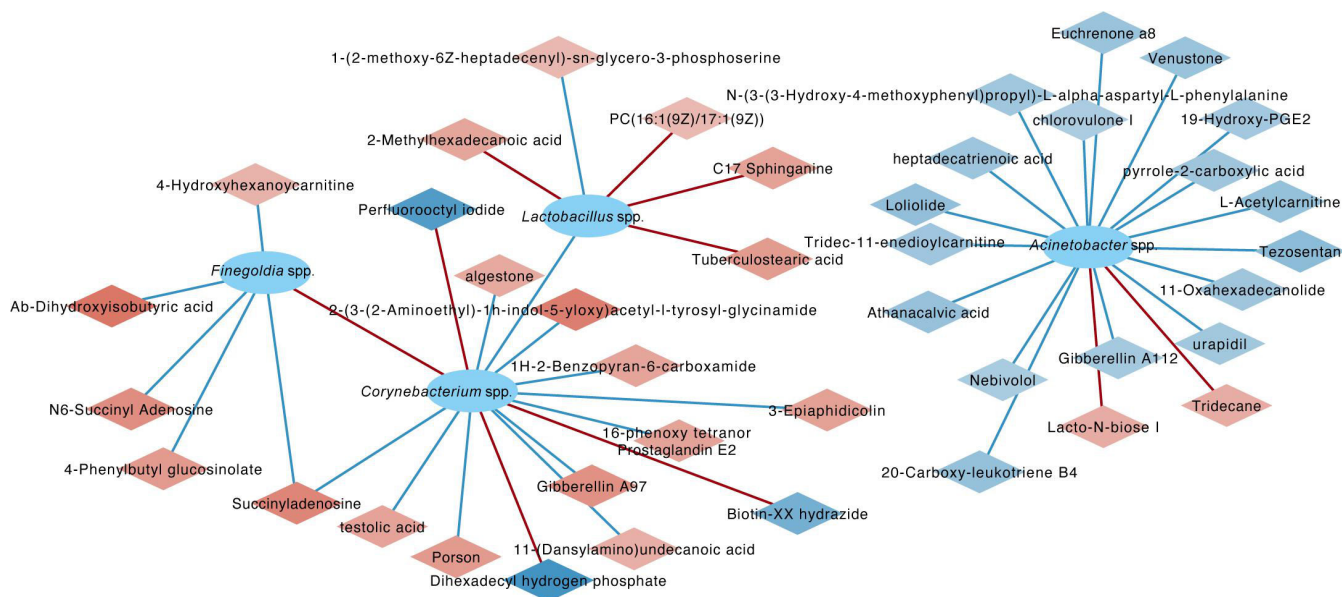 Euchrenone a8
1-(2-methoxy-6Z-heptadecenyl)-sn-glycero-3-phosphoserine
Venustone
N-(3-(3-Hydroxy-4-methoxyphenyl)propyl)-L-alpha-aspartyl-L-phenylalanine
PC(16:1(9Z)/17:1(9Z))
chlorovulone I
19-Hydroxy-PGE2
2-Methylhexadecanoic acid
heptadecatrienoic acid
C17 Sphinganine
pyrrole-2-carboxylic acid
4-Hydroxyhexanoycarnitine
Perfluorooctyl iodide
Lactobacillus spp.
Loliolide
L-Acetylcarnitine
Tridec-11-enedioylcarnitine
Acinetobacter spp.
Tezosentan
Tuberculostearic acid
Finegoldia spp.
algestone
11-Oxahexadecanolide
Ab-Dihydroxyisobutyric acid
2-(3-(2-Aminoethyl)-1h-indol-5-yloxy)acetyl-l-tyrosyl-glycinamide
Athanacalvic acid
urapidil
Gibberellin A112
1H-2-Benzopyran-6-carboxamide
Nebivolol
Corynebacterium spp.
N6-Succinyl Adenosine
3-Epiaphidicolin
Tridecane
Lacto-N-biose I
16-phenoxy tetranor
Prostaglandin E2
4-Phenylbutyl glucosinolate
20-Carboxy-leukotriene B4
Gibberellin A97
Succinyladenosine
Biotin-XX hydrazide
testolic acid
11-(Dansylamino)undecanoic acid
Porson
Dihexadecyl hydrogen phosphate